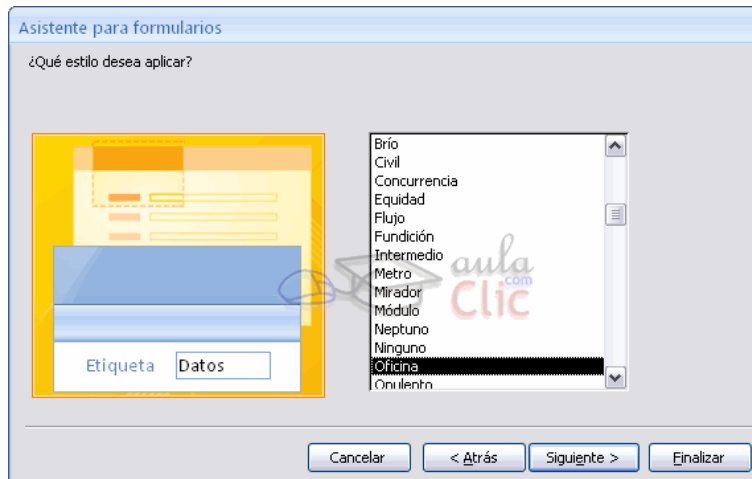 Asistente para formularios
¿Qué estilo desea aplicar?
Etiqueta Datos
Brío
Civil
Concurrencia
Equidad
Flujo
Fundición
Intermedio
Metro
Mirador
Módulo
Neptuno
Ninguno
Oficina
Opulento
aula
.com
Clic
Cancelar
< Atrás
Siguiente >
Finalizar